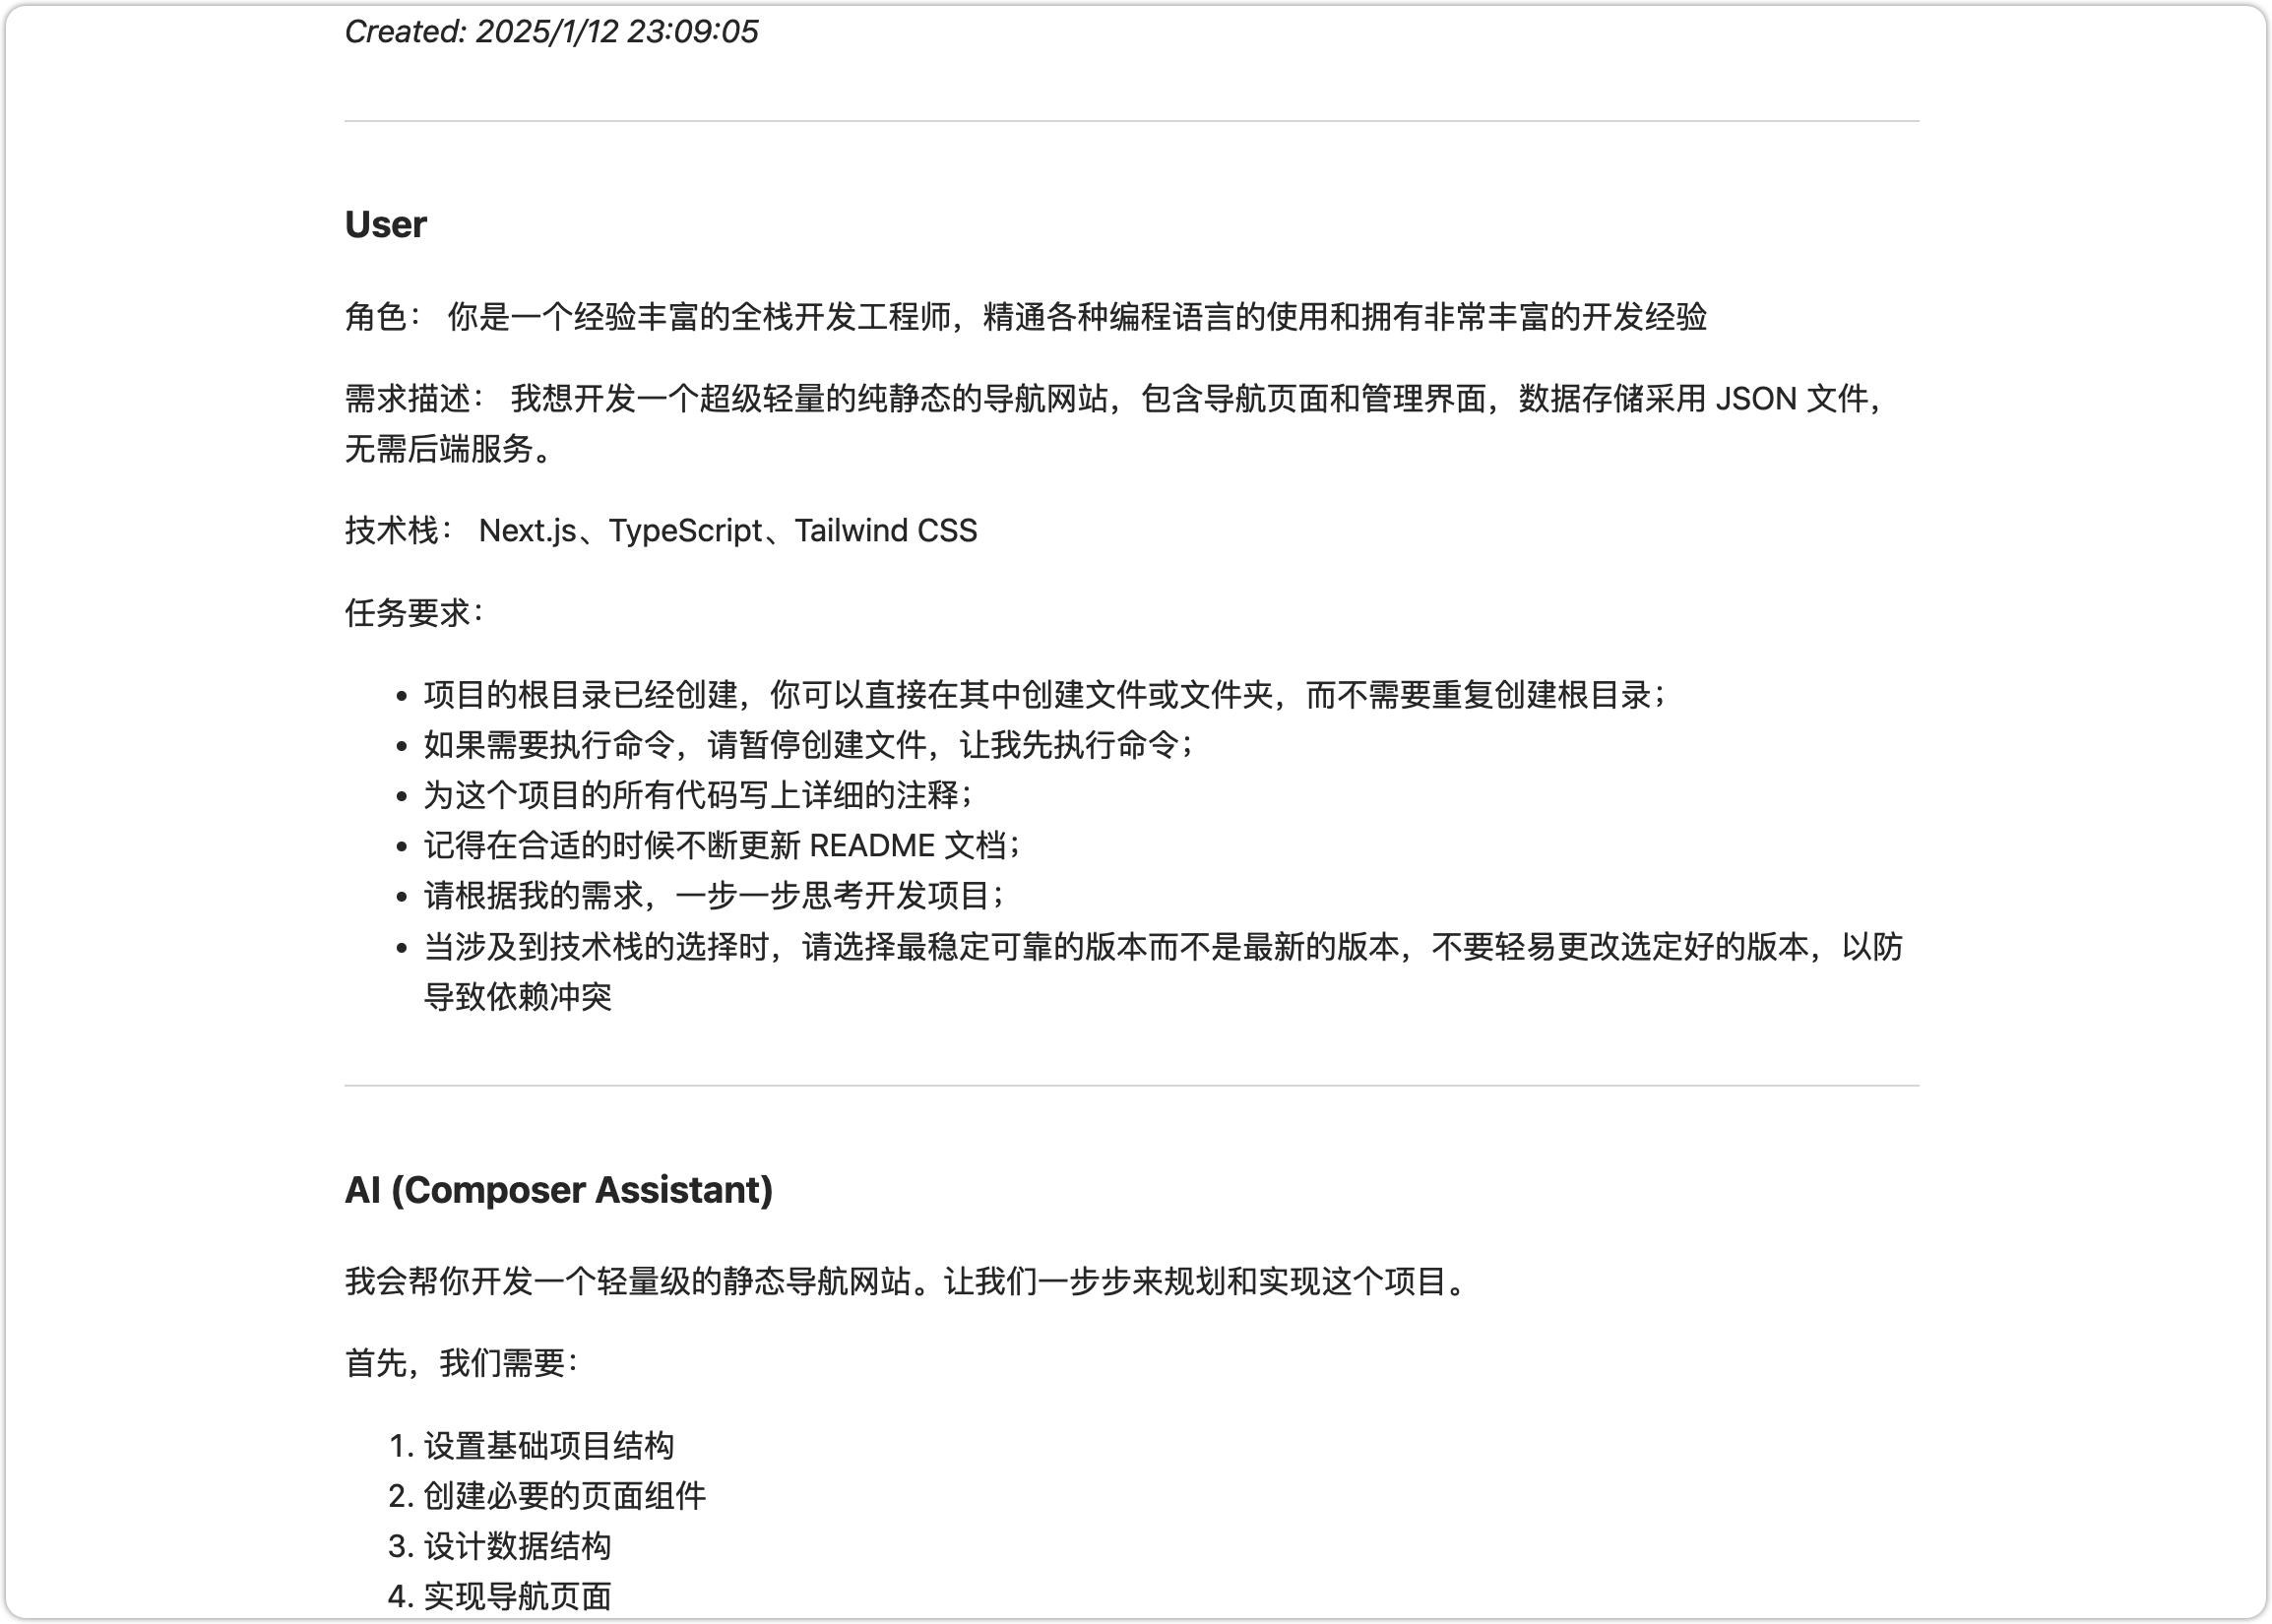 Created: 2025/1/12 23:09:05
User
角色： 你是一个经验丰富的全栈开发工程师，精通各种编程语言的使用和拥有非常丰富的开发经验
需求描述： 我想开发一个超级轻量的纯静态的导航网站，包含导航页面和管理界面，数据存储采用 JSON 文件，
无需后端服务。
技术栈： Next.js、TypeScript、Tailwind CSS
任务要求：
• 项目的根目录已经创建，你可以直接在其中创建文件或文件夹，而不需要重复创建根目录；
• 如果需要执行命令，请暂停创建文件，让我先执行命令；
• 为这个项目的所有代码写上详细的注释；
• 记得在合适的时候不断更新 README 文档；
• 请根据我的需求，一步一步思考开发项目；
• 当涉及到技术栈的选择时，请选择最稳定可靠的版本而不是最新的版本，不要轻易更改选定好的版本，以防
导致依赖冲突
AI (Composer Assistant)
我会帮你开发一个轻量级的静态导航网站。让我们一步步来规划和实现这个项目。
首先，我们需要：
1. 设置基础项目结构
2. 创建必要的页面组件
3. 设计数据结构
4. 实现导航页面